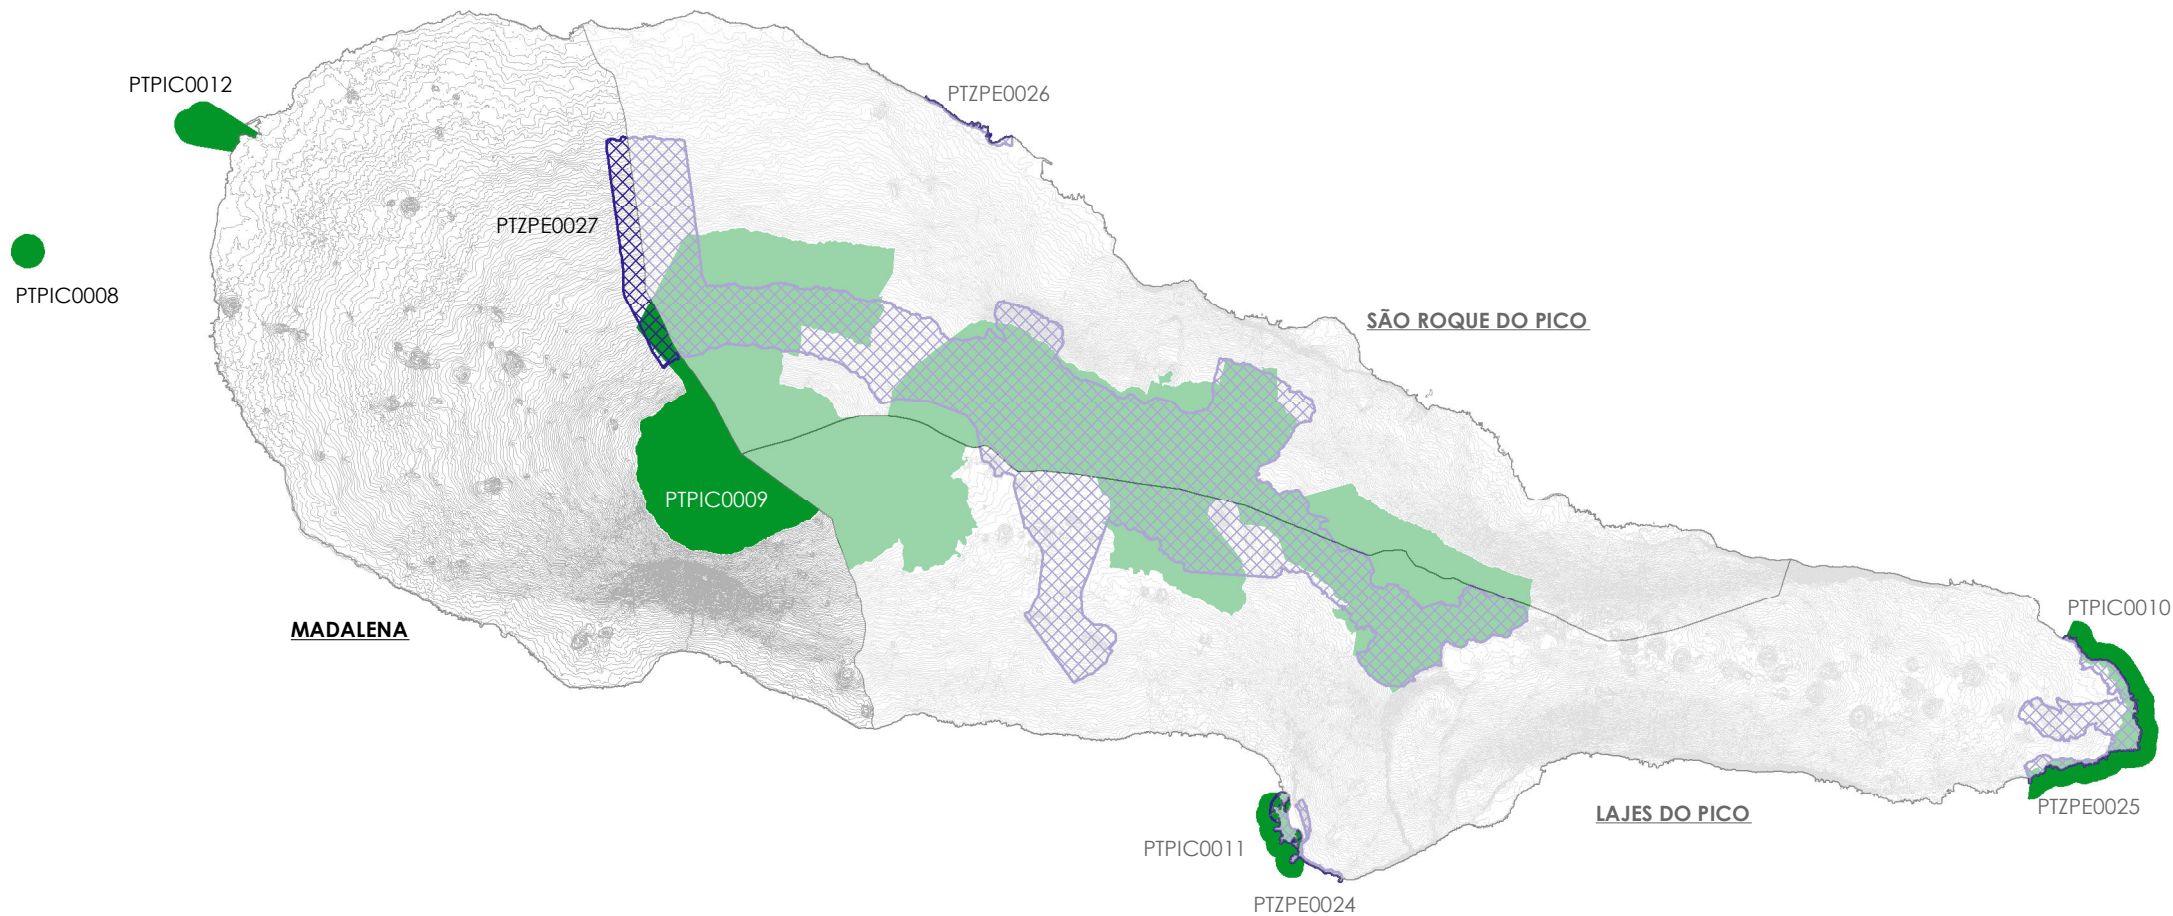 PTPIC0012
PTZPE0026
PTZPE0027
PTPIC0008
SÃO ROQUE DO PICO
PTPIC0009
PTPIC0010
MADALENA
PTZPE0025
LAJES DO PICO
PTPIC0011
PTZPE0024